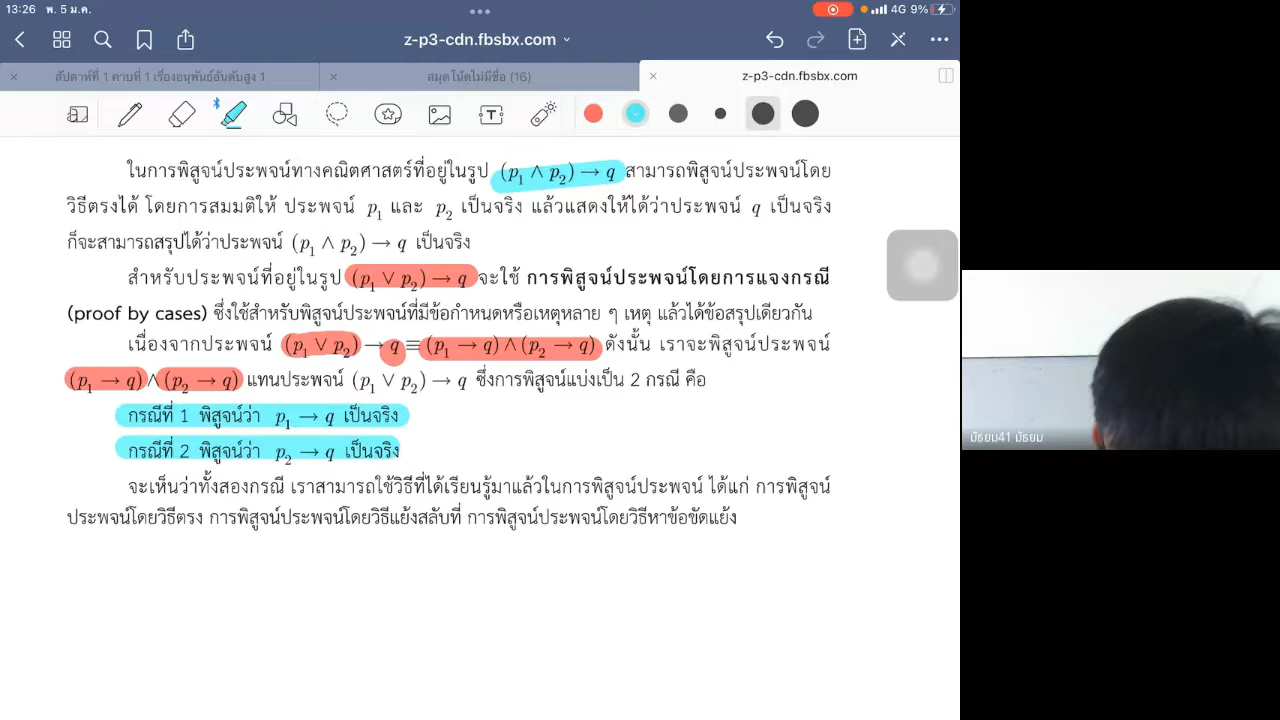 13:26 พ. 5 ม.ค. 4G 9%
z-p3-cdn.fbsbx.com
สัปดาห์ที่ 1 คาบที่ 1 เรื่องอนุพันธ์อันดับสูง 1
สมุดโน้ตไม่มีชื่อ (16)
z-p3-cdn.fbsbx.com
ในการพิสูจน์ประพจน์ทางคณิตศาสตร์ที่อยู่ในรูป (p₁ ∧ p₂) → q สามารถพิสูจน์ประพจน์โดย
วิธีตรงได้ โดยการสมมติให้ ประพจน์ p₁ และ p₂ เป็นจริง แล้วแสดงให้ได้ว่าประพจน์ q เป็นจริง
ก็จะสามารถสรุปได้ว่าประพจน์ (p₁ ∧ p₂) → q เป็นจริง
สำหรับประพจน์ที่อยู่ในรูป (p₁ ∨ p₂) → q จะใช้ การพิสูจน์ประพจน์โดยการแจงกรณี
(proof by cases) ซึ่งใช้สำหรับพิสูจน์ประพจน์ที่มีข้อกำหนดหรือเหตุหลาย ๆ เหตุ แล้วได้ข้อสรุปเดียวกัน
เนื่องจากประพจน์ (p₁ ∨ p₂) → q ≡ (p₁ → q) ∧ (p₂ → q) ดังนั้น เราจะพิสูจน์ประพจน์
(p₁ → q) ∧ (p₂ → q) แทนประพจน์ (p₁ ∨ p₂) → q ซึ่งการพิสูจน์แบ่งเป็น 2 กรณี คือ
กรณีที่ 1 พิสูจน์ว่า p₁ → q เป็นจริง
กรณีที่ 2 พิสูจน์ว่า p₂ → q เป็นจริง
จะเห็นว่าทั้งสองกรณี เราสามารถใช้วิธีที่ได้เรียนรู้มาแล้วในการพิสูจน์ประพจน์ ได้แก่ การพิสูจน์
ประพจน์โดยวิธีตรง การพิสูจน์ประพจน์โดยวิธีแย้งสลับที่ การพิสูจน์ประพจน์โดยวิธีหาข้อขัดแย้ง
มัธยม41 มัธยม